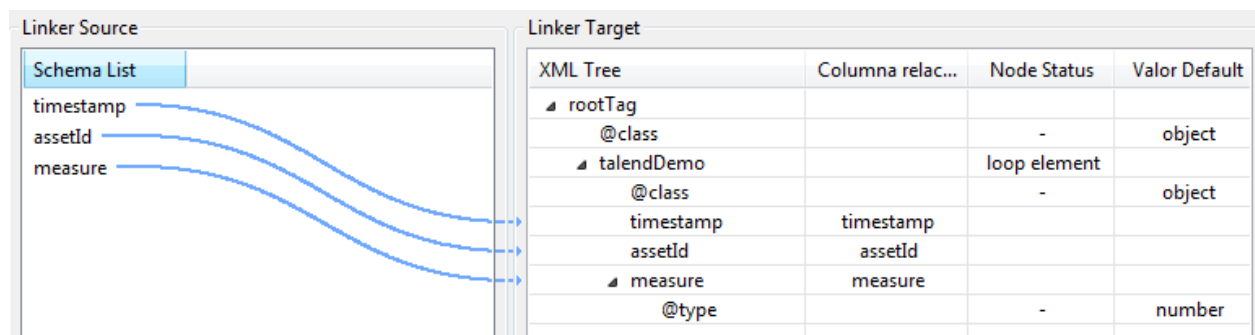 Linker Source
Schema List
timestamp
assetId
measure
Linker Target
XML Tree Columna relac... Node Status Valor Default
rootTag
@class - object
talendDemo loop element
@class - object
timestamp timestamp
assetId assetId
measure measure
@type - number